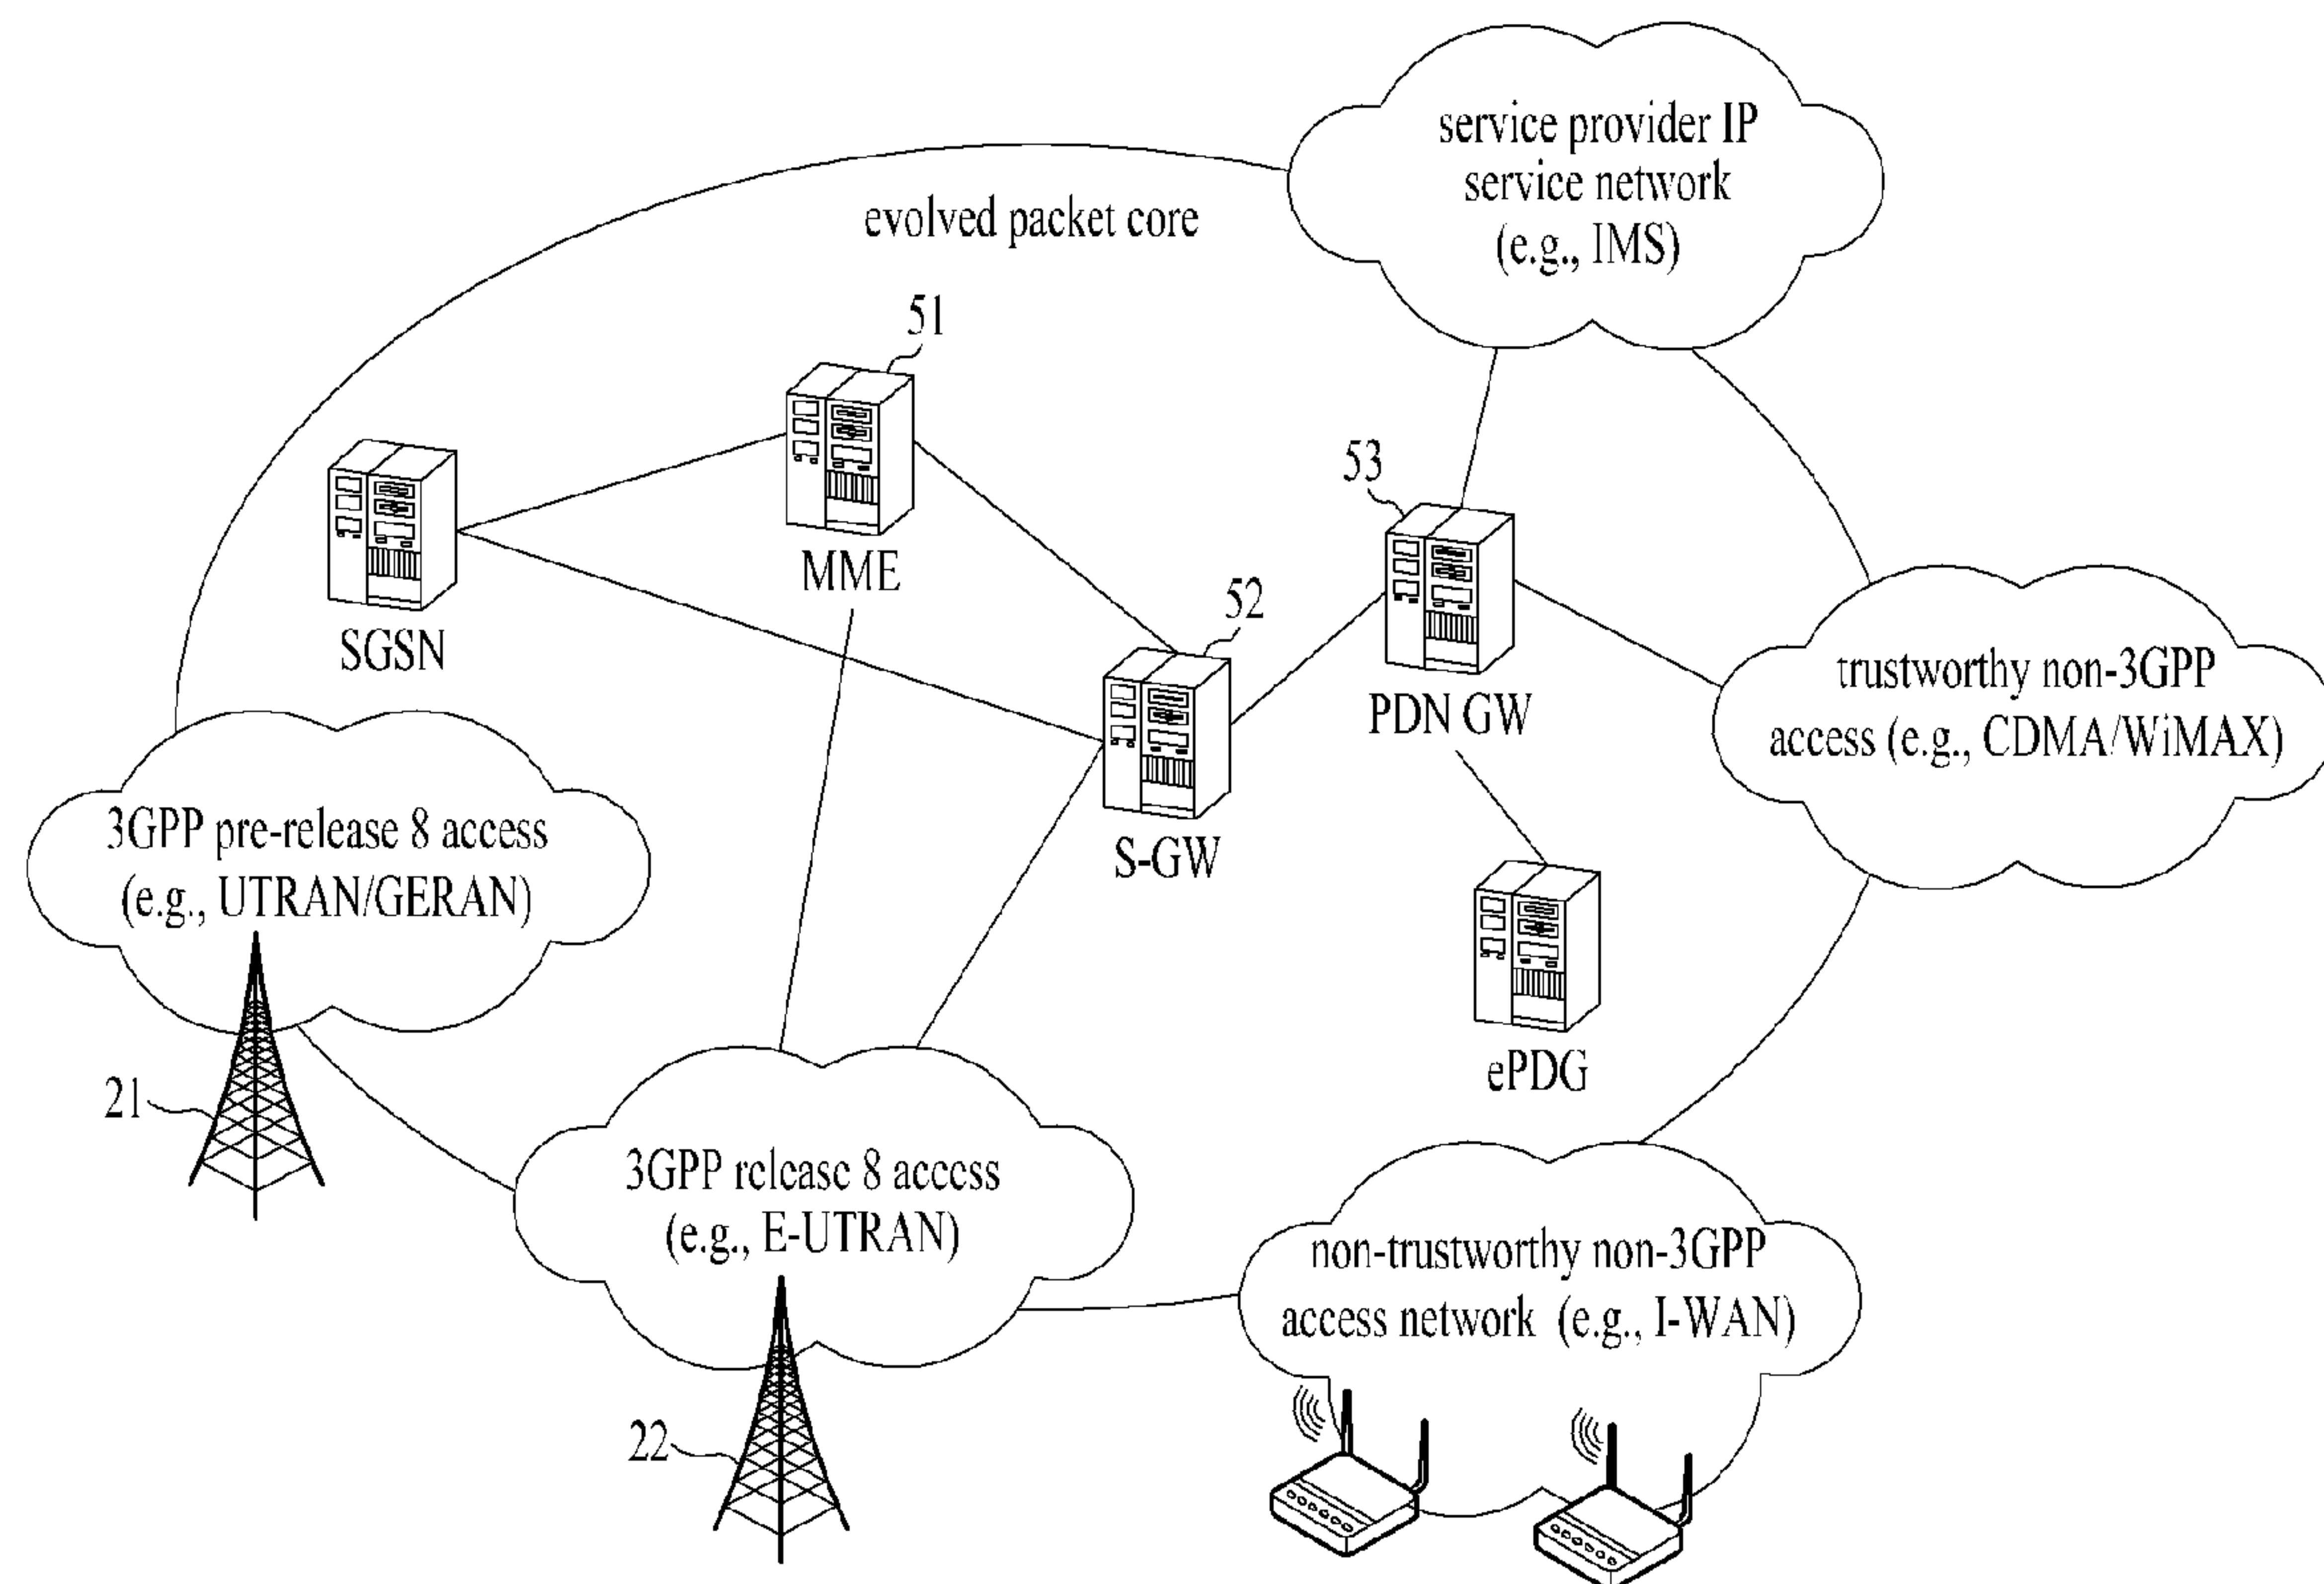 service provider IP
service network
(e.g., IMS)
evolved packet core
51
MME
53
PDN GW
SGSN
52
S-GW
trustworthy non-3GPP
access (e.g., CDMA/WiMAX)
3GPP pre-release 8 access
(e.g., UTRAN/GERAN)
21
ePDG
3GPP release 8 access
(e.g., E-UTRAN)
22
non-trustworthy non-3GPP
access network (e.g., I-WAN)